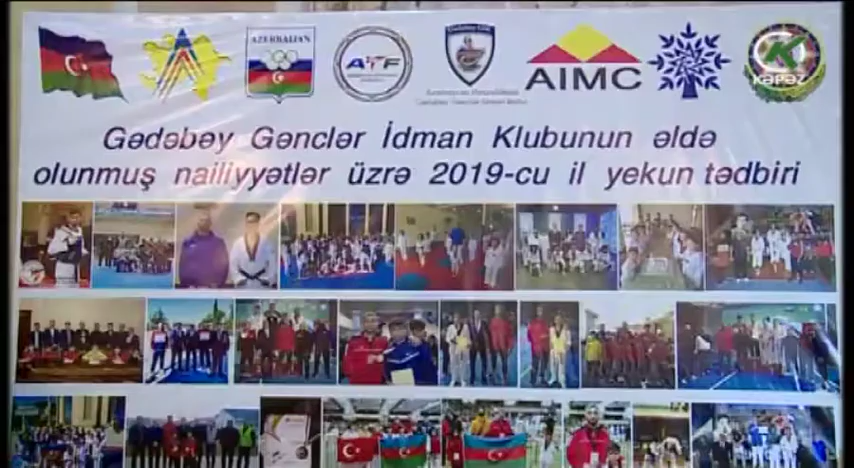 AZERBAIJAN
ATF
AIMC
KƏPƏZ
Gədəbəy Gənclər İdman Klubunun əldə
olunmuş nailiyyətlər üzrə 2019-cu il yekun tədbiri